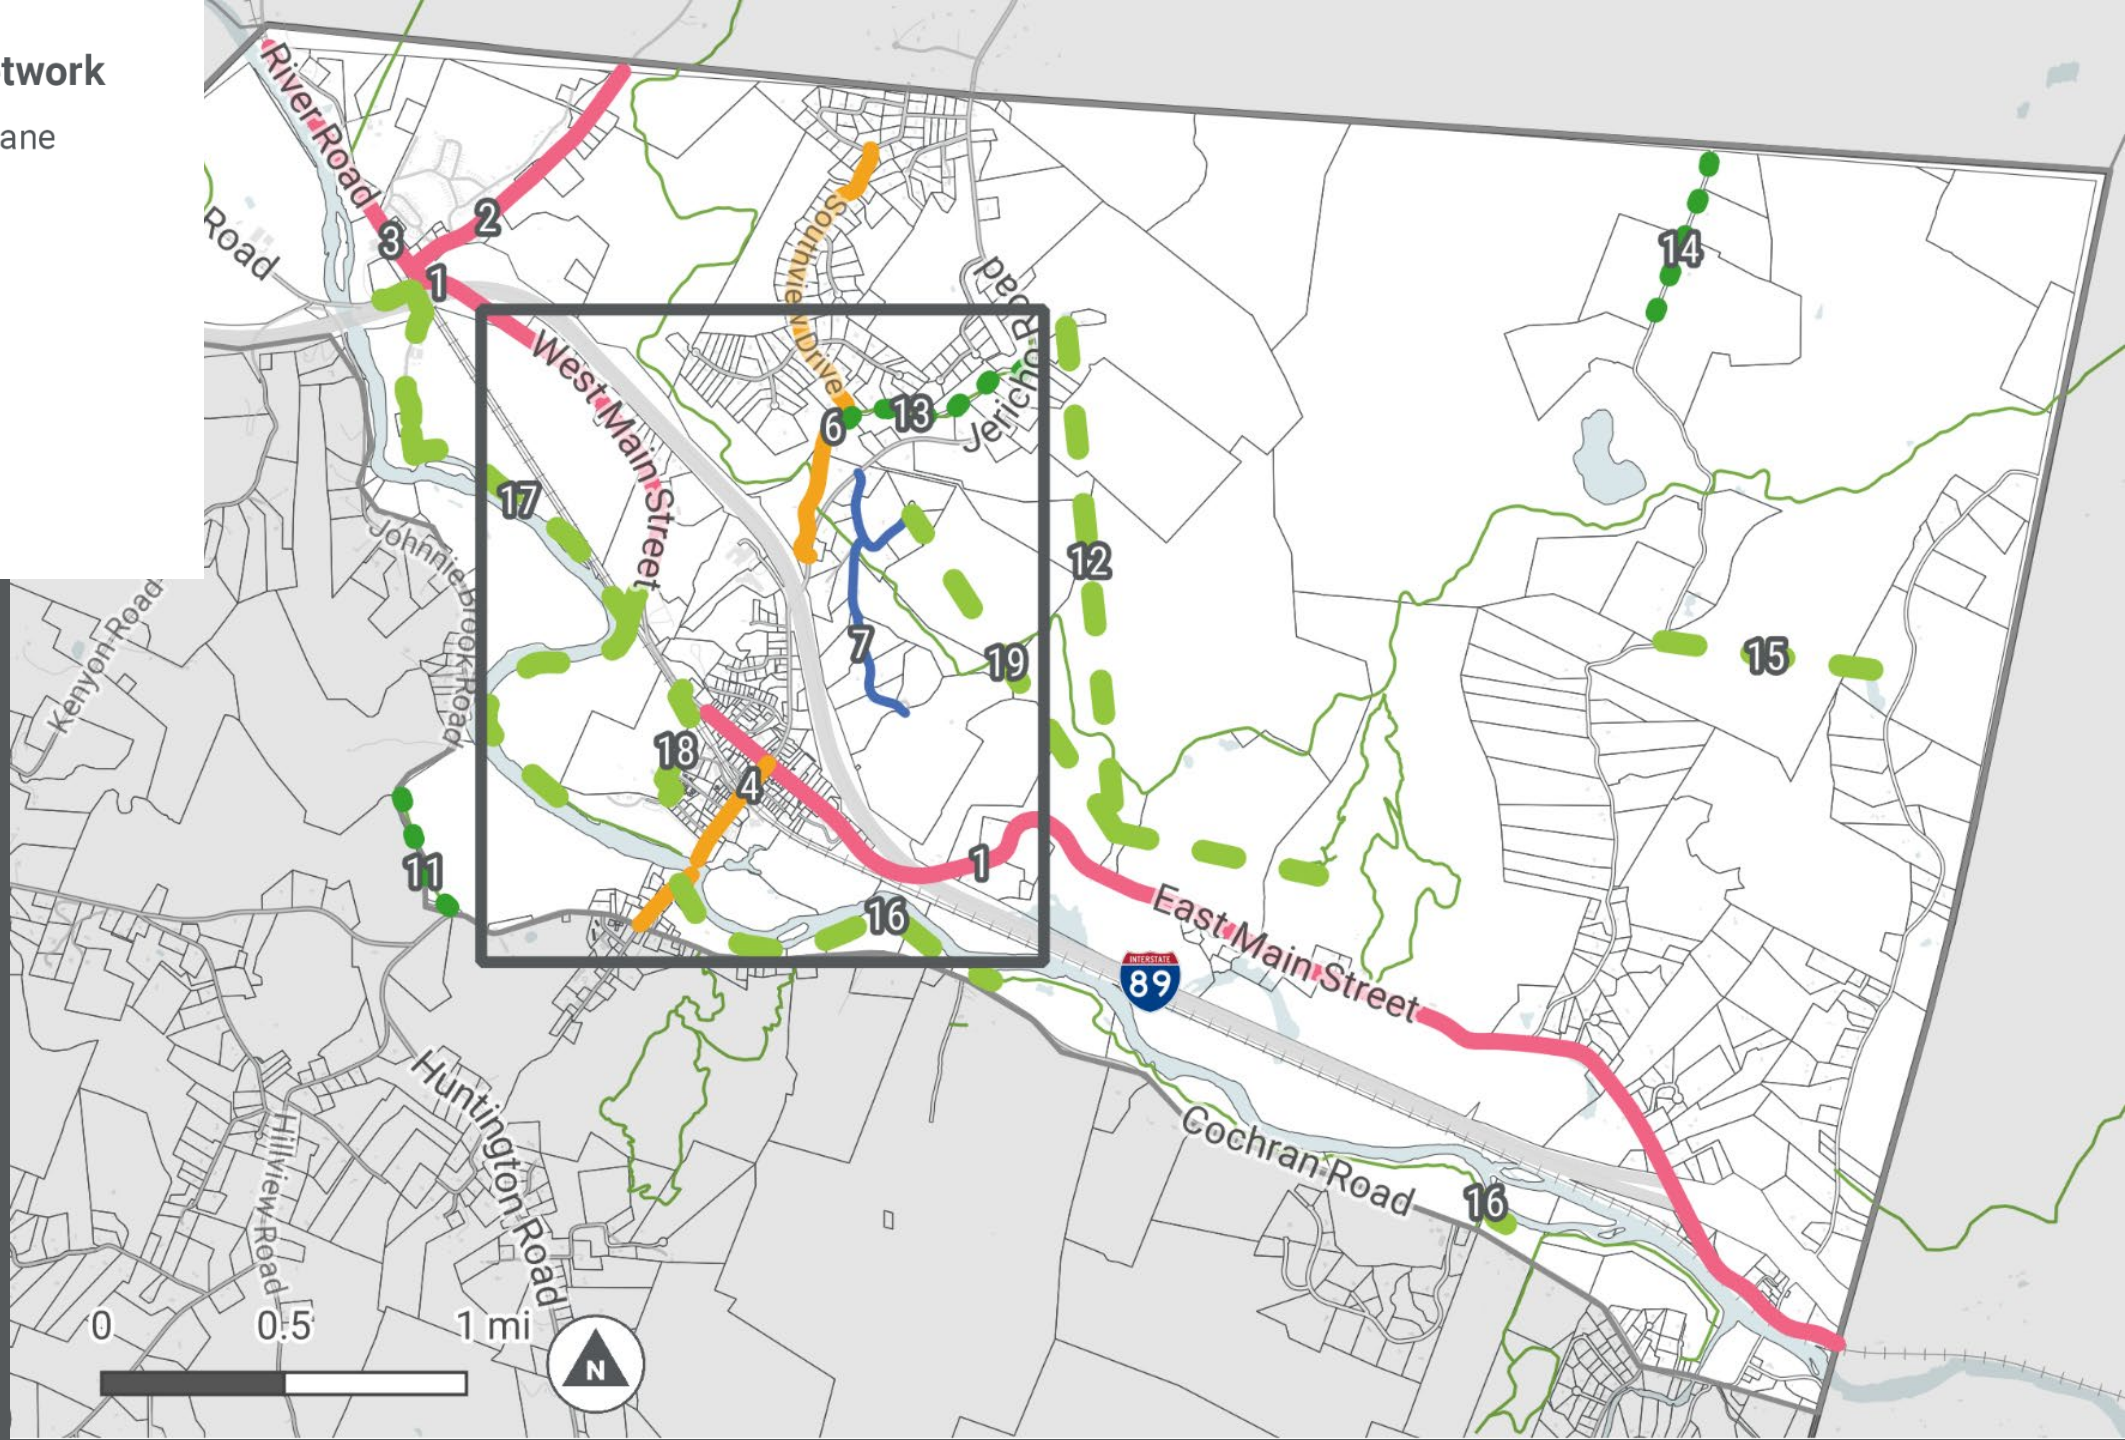 twork
ane
River Road
2
3
1
Road
14
Southview Drive
Jericho Road
West Main Street
6
13
17
Johnnie Brook Road
12
Kenyon Road
7
19
15
18
4
11
1
16
East Main Street
INTERSTATE
89
Huntington Road
Hillview Road
Cochran Road
16
0
0.5
1 mi
N